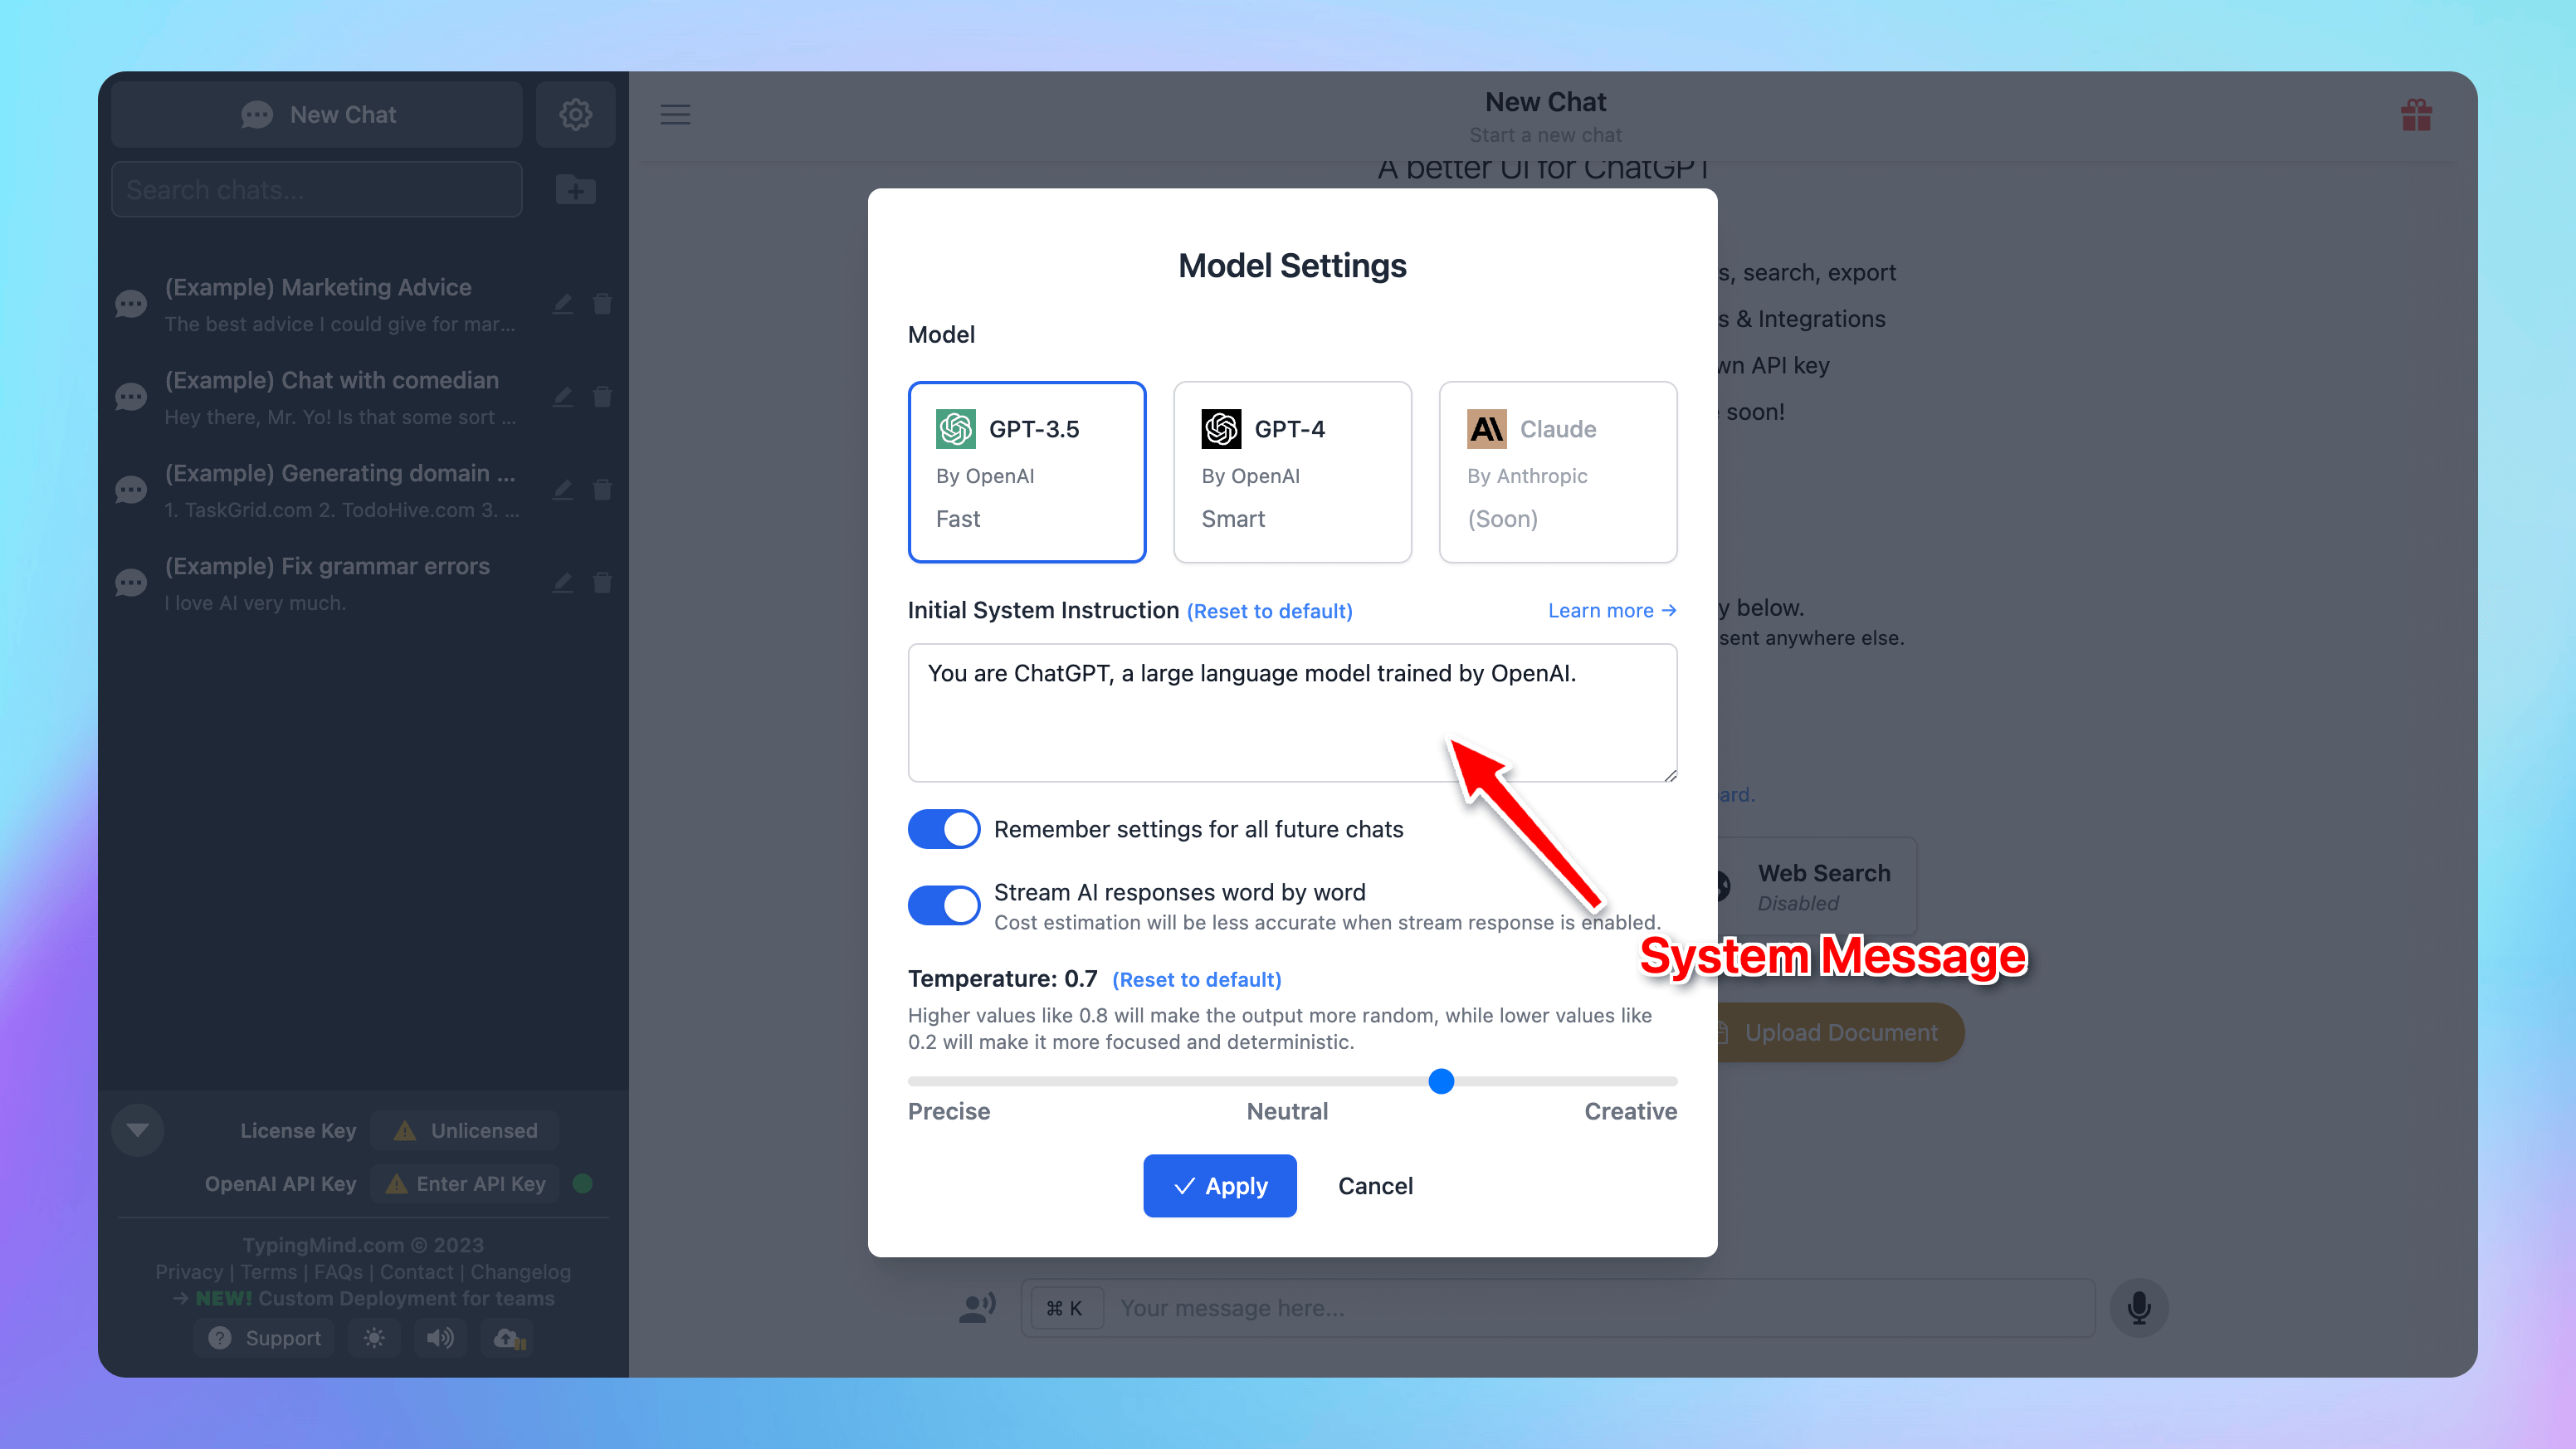 New Chat
Search chats...
(Example) Marketing Advice
The best advice I could give for mar...
(Example) Chat with comedian
Hey there, Mr. Yo! Is that some sort ...
(Example) Generating domain ...
1. TaskGrid.com 2. TodoHive.com 3. ...
(Example) Fix grammar errors
I love AI very much.
License Key
Unlicensed
OpenAI API Key
Enter API Key
TypingMind.com © 2023
Privacy | Terms | FAQs | Contact | Changelog
→ NEW! Custom Deployment for teams
Support
New Chat
Start a new chat
A better UI for ChatGPT
s, search, export
s & Integrations
wn API key
soon!
y below.
sent anywhere else.
ard.
Web Search
Disabled
Upload Document
Model Settings
Model
GPT-3.5
By OpenAI
Fast
GPT-4
By OpenAI
Smart
Claude
By Anthropic
(Soon)
Initial System Instruction (Reset to default)
Learn more →
You are ChatGPT, a large language model trained by OpenAI.
Remember settings for all future chats
Stream AI responses word by word
Cost estimation will be less accurate when stream response is enabled.
System Message
Temperature: 0.7 (Reset to default)
Higher values like 0.8 will make the output more random, while lower values like
0.2 will make it more focused and deterministic.
Precise
Neutral
Creative
Apply
Cancel
⌘ K
Your message here...